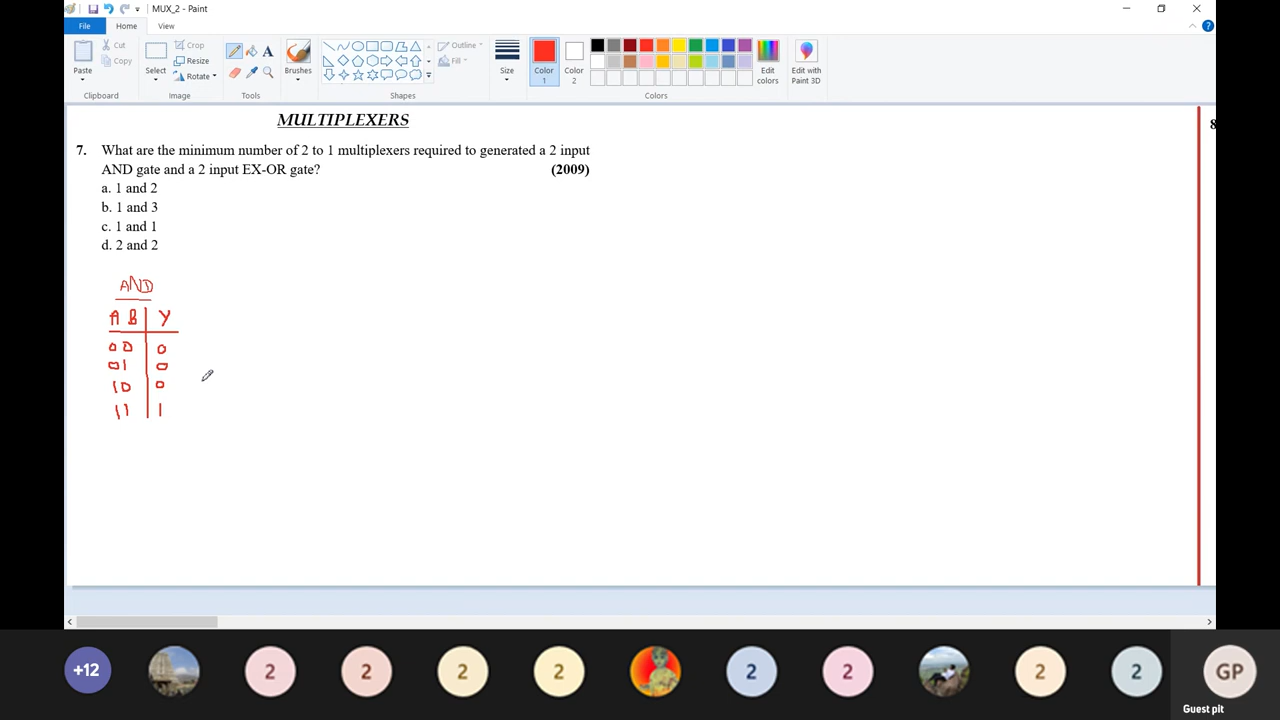 MUX_2 - Paint
File Home View
Paste Cut Copy Clipboard
Select Crop Resize Rotate Image
Tools
Brushes
Shapes Outline Fill
Size
Color 1 Color 2 Edit colors Colors
Edit with Paint 3D
MULTIPLEXERS
8
7. What are the minimum number of 2 to 1 multiplexers required to generated a 2 input
AND gate and a 2 input EX-OR gate? (2009)
a. 1 and 2
b. 1 and 3
c. 1 and 1
d. 2 and 2
AND
A B Y
0 0 0
0 1 0
1 0 0
1 1 1
+12 2 2 2 2 2 2 2 2 GP
Guest pit